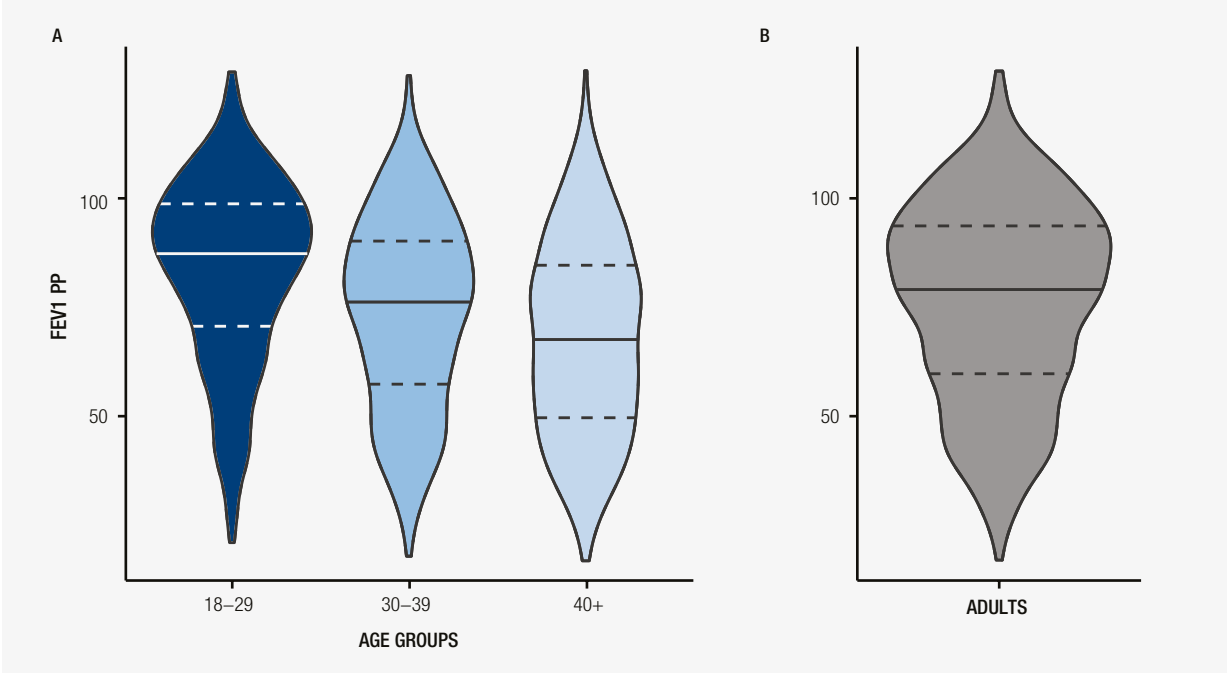 A
100
50
FEV1 PP
18–29
30–39
40+
AGE GROUPS
B
100
50
ADULTS